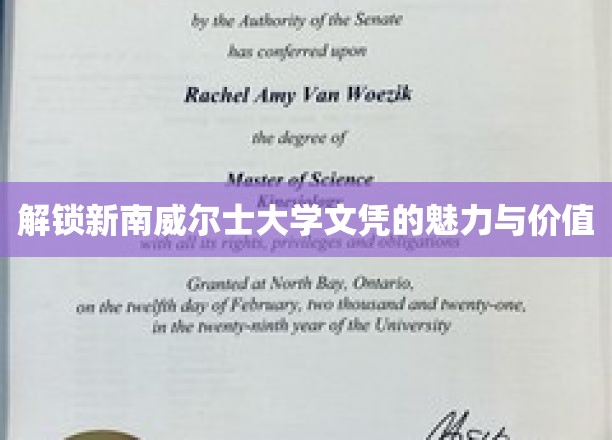 by the Authority of the Senate
has conferred upon
Rachel Amy Van Woezik
the degree of
Master of Science
Kinesiology
解锁新南威尔士大学文凭的魅力与价值
with all its rights, privileges and obligations
Granted at North Bay, Ontario,
on the twelfth day of February, two thousand and twenty-one,
in the twenty-ninth year of the University